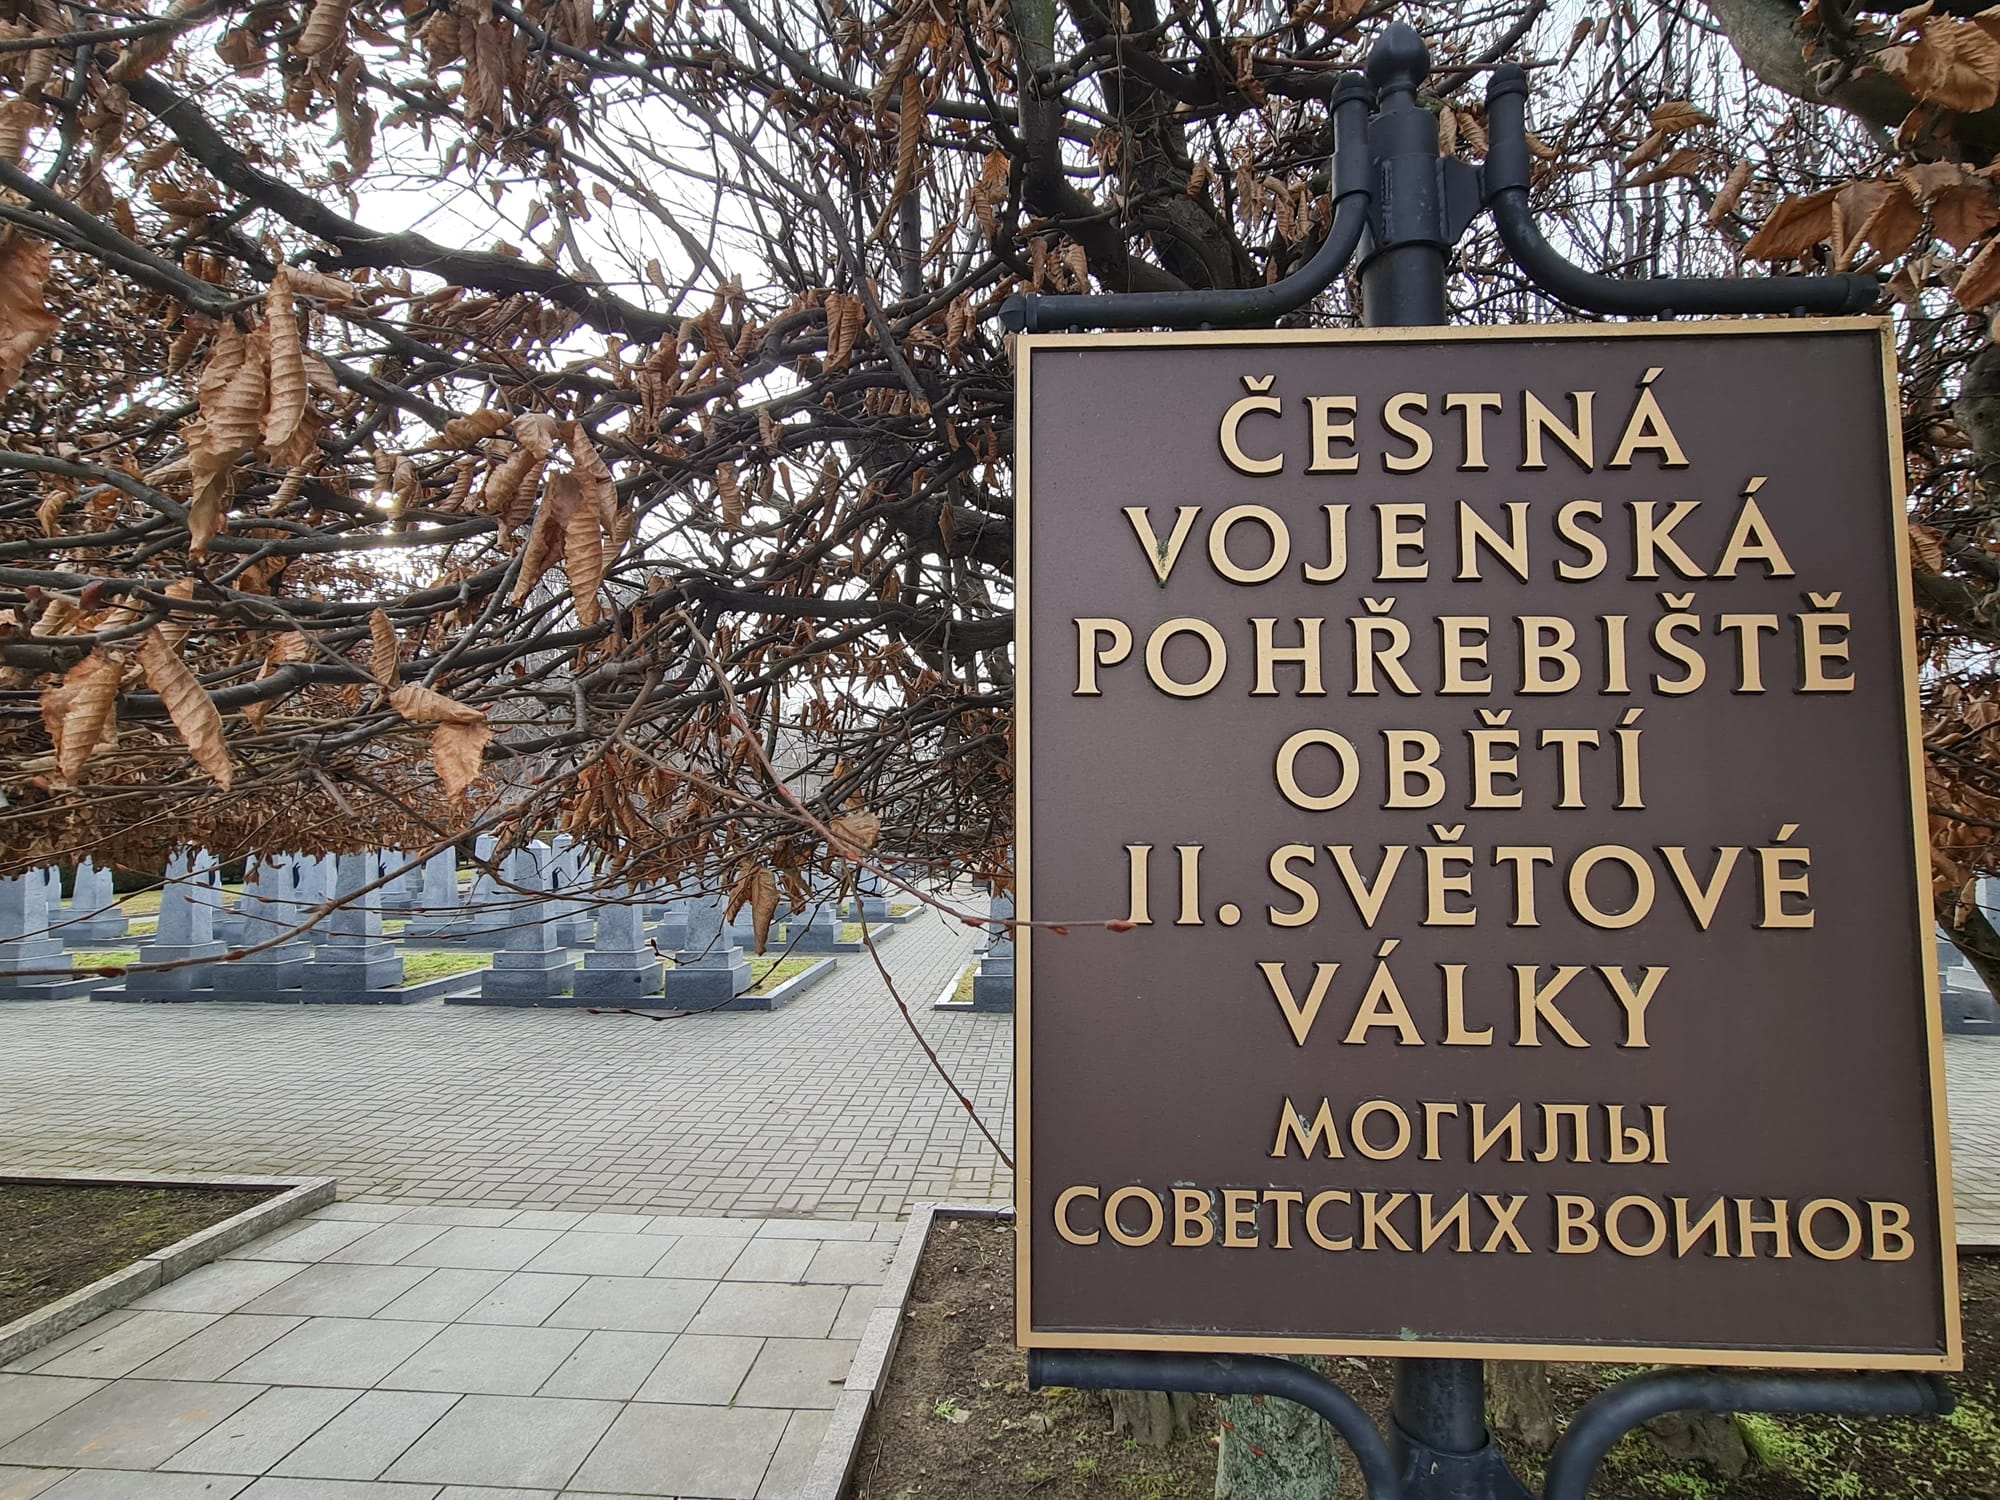 ČESTNÁ
VOJENSKÁ
POHŘEBIŠTĚ
OBĚTÍ
II. SVĚTOVÉ
VÁLKY
МОГИЛЫ
СОВЕТСКИХ ВОИНОВ